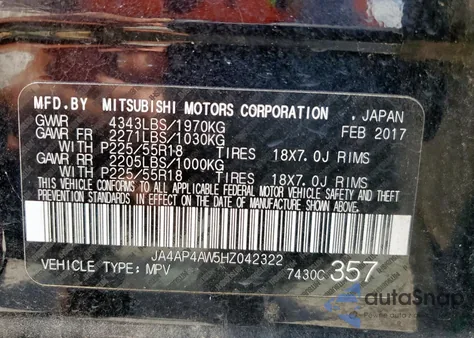 MFD.BY MITSUBISHI MOTORS CORPORATION , JAPAN
GVWR 4343LBS/1970KG FEB 2017
GAWR FR 2271LBS/1030KG
WITH P225/55R18 TIRES 18X7.0J RIMS
GAWR RR 2205LBS/1000KG
WITH P225/55R18 TIRES 18X7.0J RIMS
THIS VEHICLE CONFORMS TO ALL APPLICABLE FEDERAL MOTOR VEHICLE SAFETY AND THEFT
PREVENTION STANDARDS IN EFFECT ON THE DATE OF MANUFACTURE SHOWN ABOVE.
JA4AP4AW5HZ042322
VEHICLE TYPE: MPV 7430C 357
autoSnap